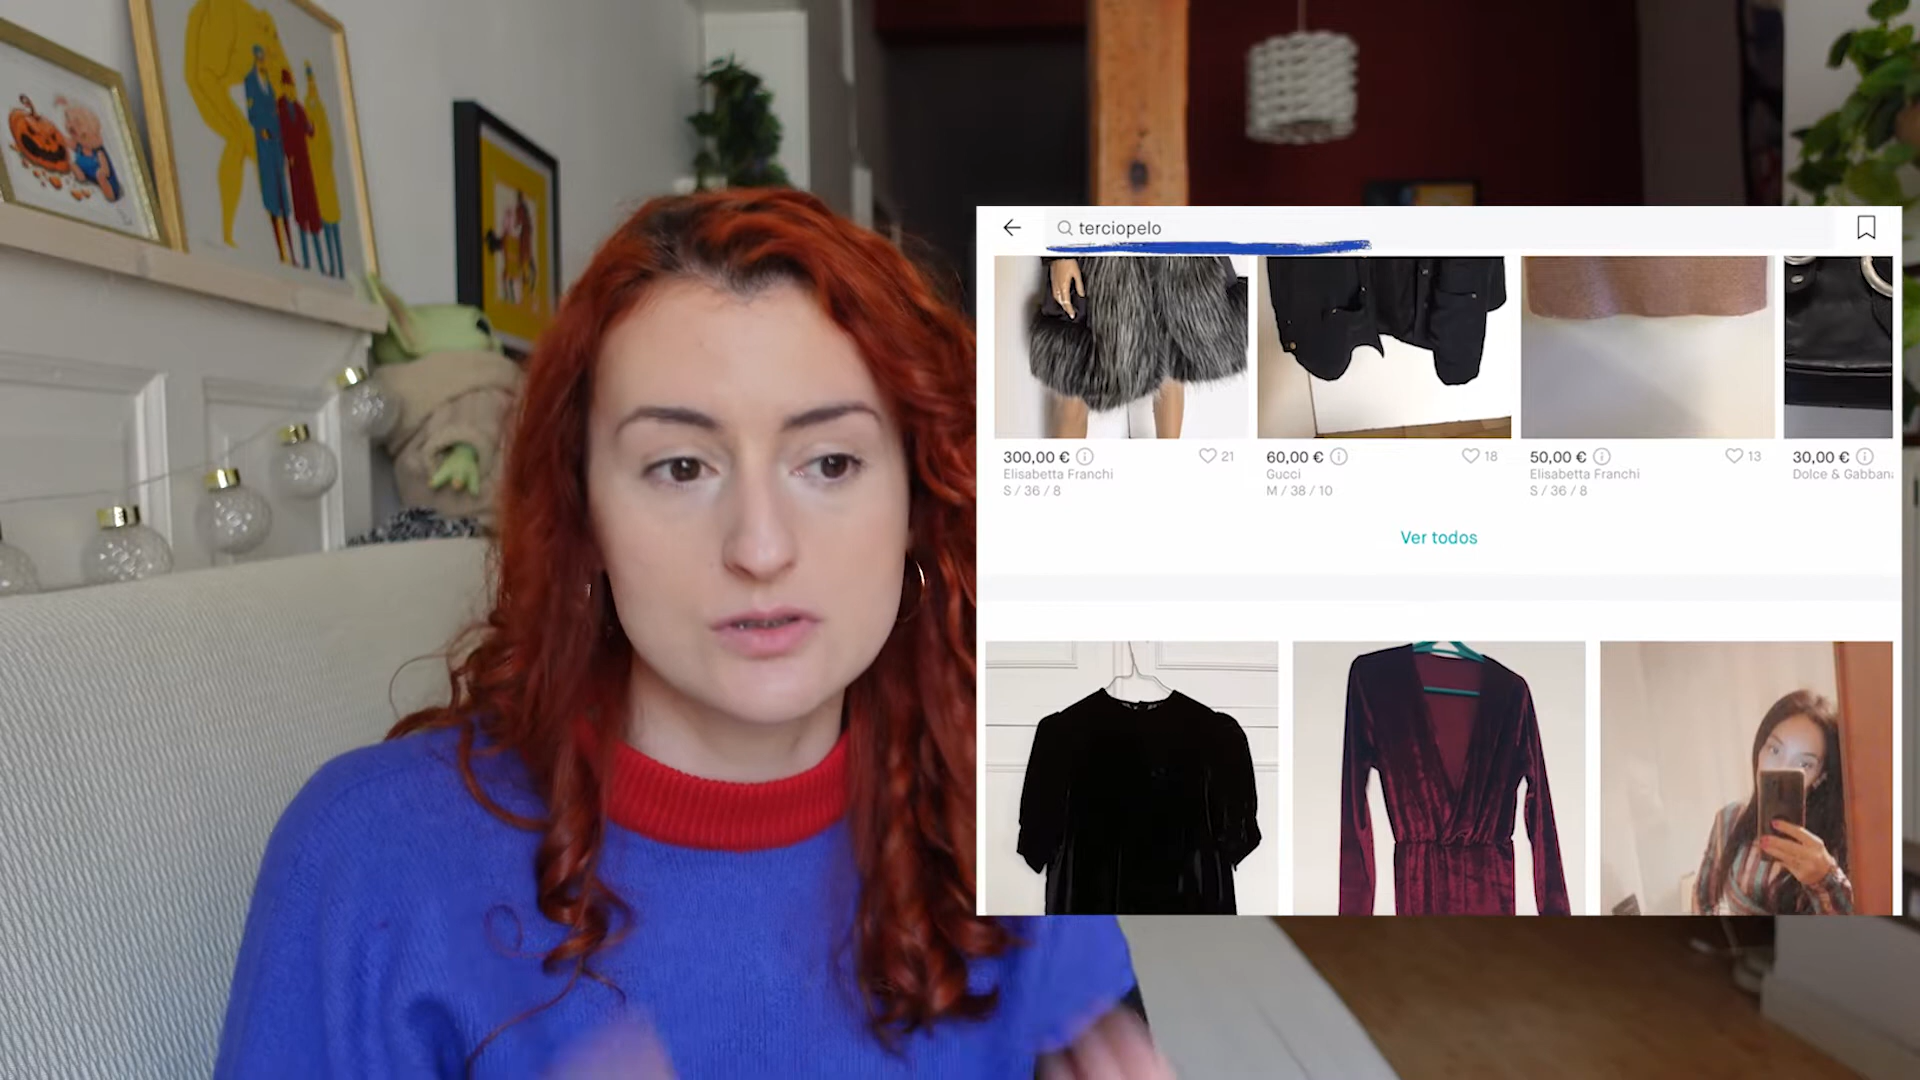 terciopelo
300,00 € 21
Elisabetta Franchi
S / 36 / 8
60,00 € 18
Gucci
M / 38 / 10
50,00 € 13
Elisabetta Franchi
S / 36 / 8
30,00 €
Dolce & Gabban
Ver todos